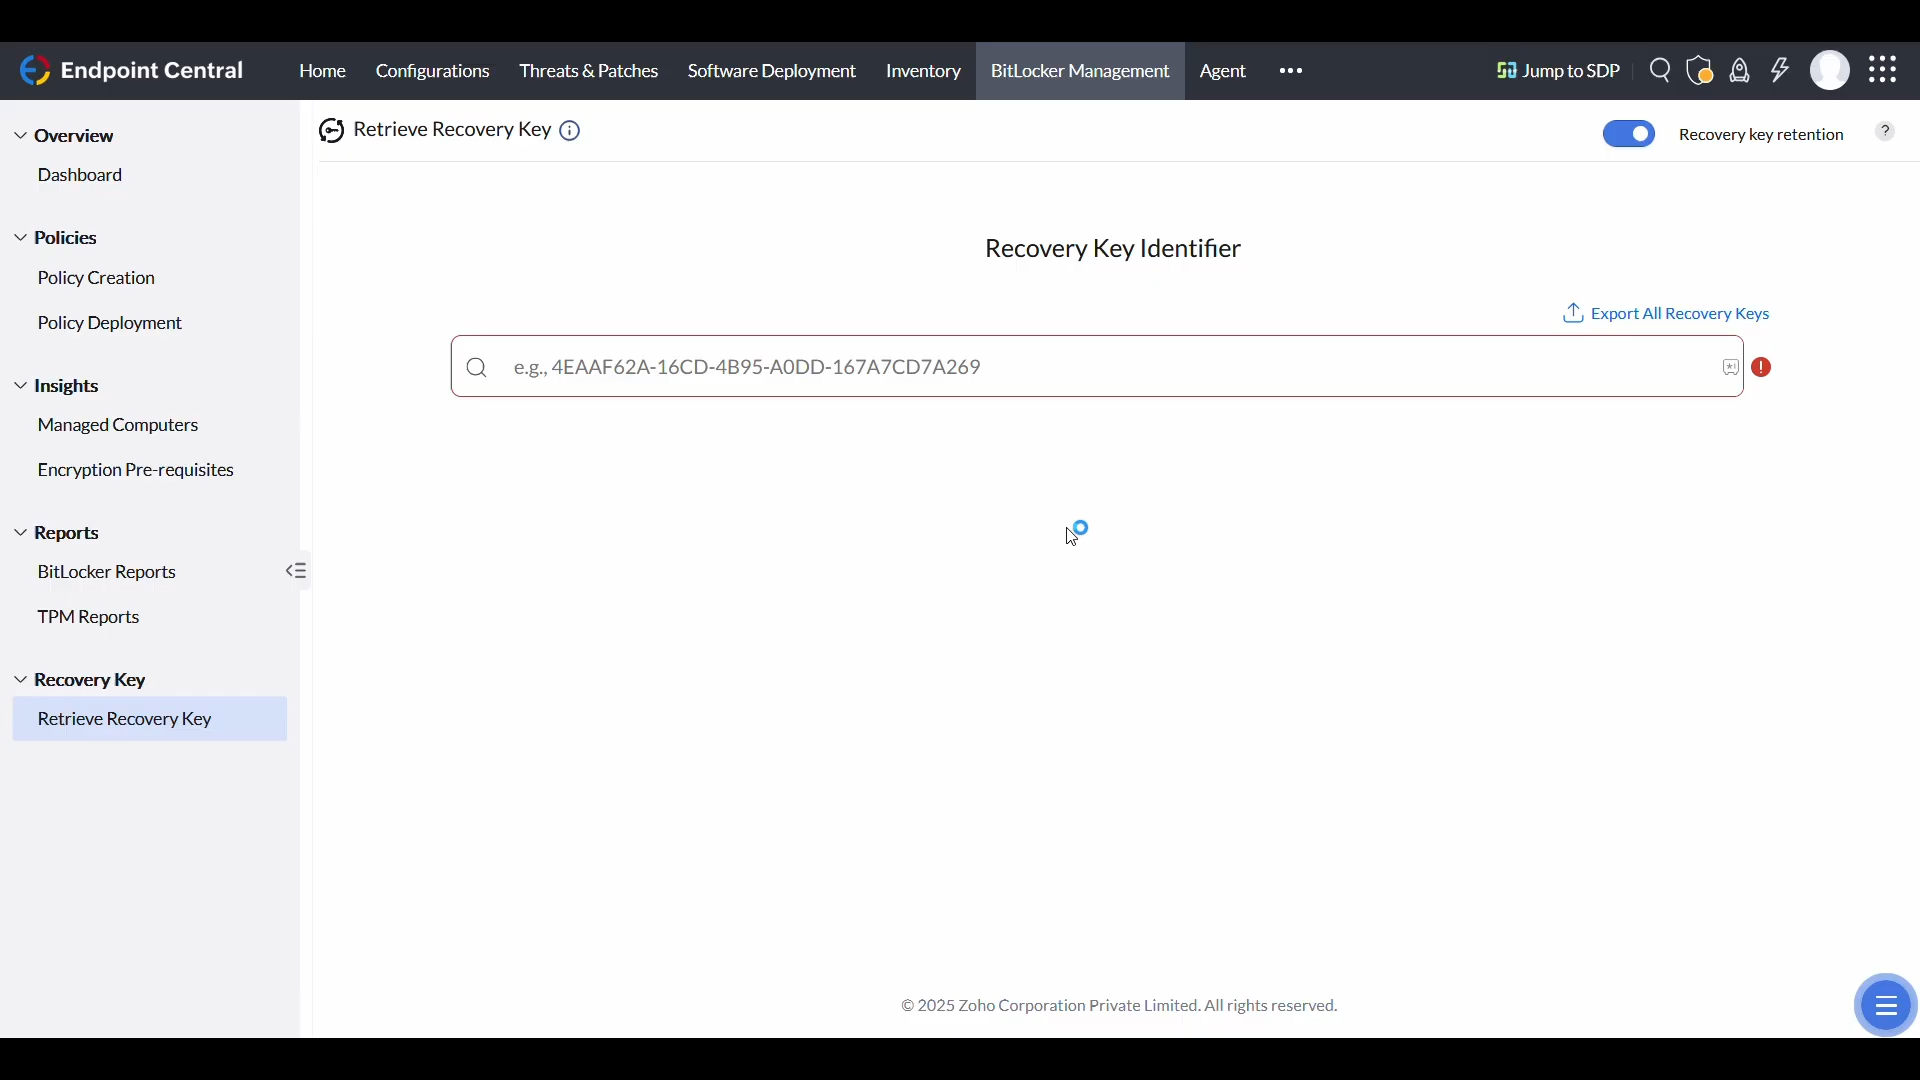 Endpoint Central
Home Configurations Threats & Patches Software Deployment Inventory BitLocker Management Agent
Jump to SDP
Overview
Dashboard
Policies
Policy Creation
Policy Deployment
Insights
Managed Computers
Encryption Pre-requisites
Reports
BitLocker Reports
TPM Reports
Recovery Key
Retrieve Recovery Key
Retrieve Recovery Key
Recovery key retention ?
Recovery Key Identifier
Export All Recovery Keys
e.g., 4EAAF62A-16CD-4B95-A0DD-167A7CD7A269
© 2025 Zoho Corporation Private Limited. All rights reserved.